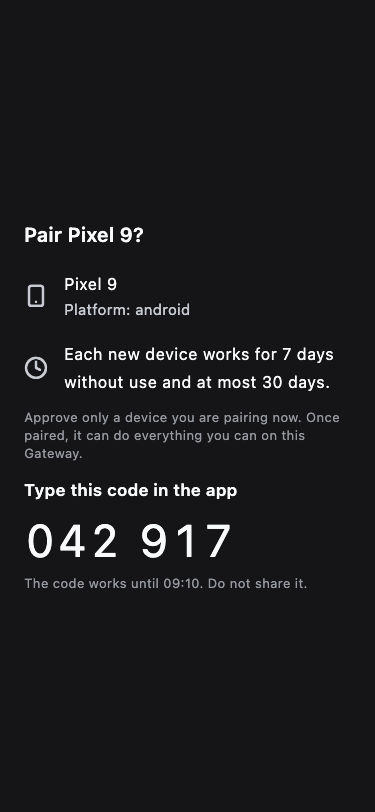 Pair Pixel 9?
Pixel 9
Platform: android
Each new device works for 7 days
without use and at most 30 days.
Approve only a device you are pairing now. Once
paired, it can do everything you can on this
Gateway.
Type this code in the app
042 917
The code works until 09:10. Do not share it.